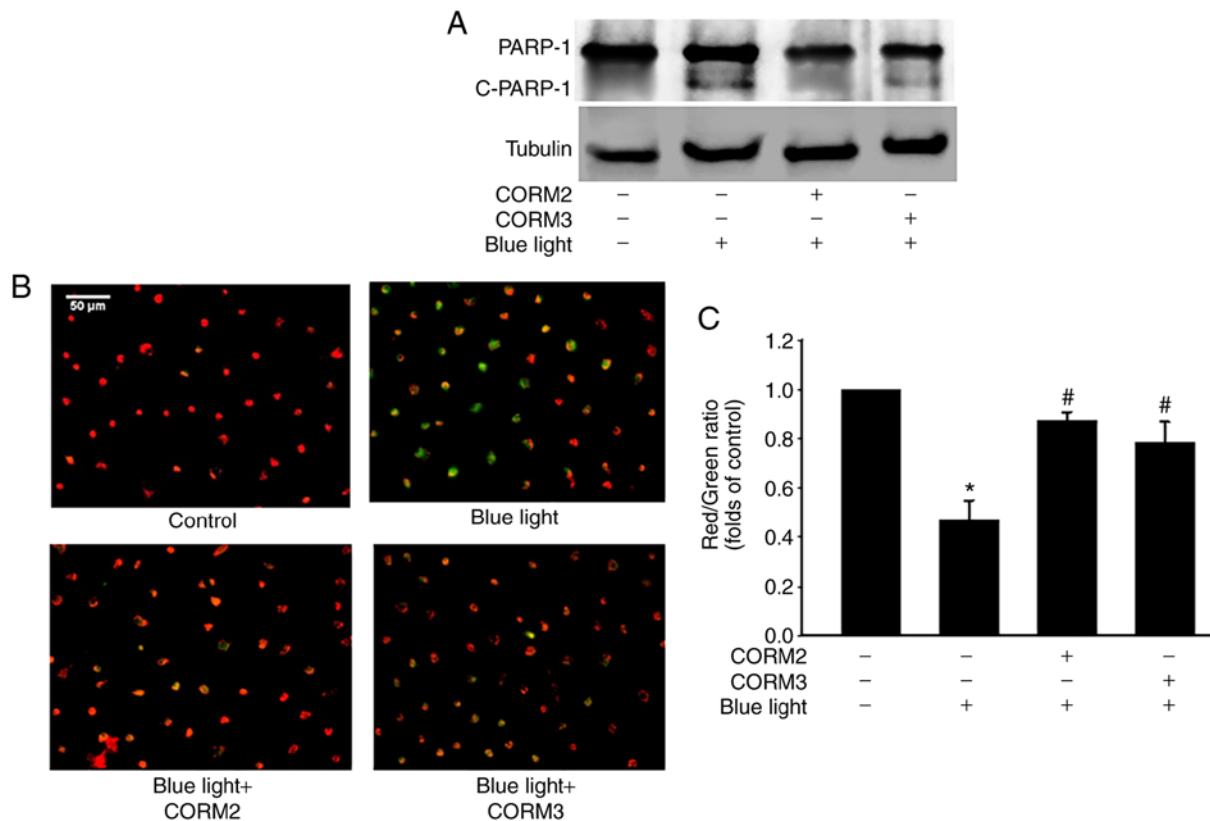 A
PARP-1
C-PARP-1
Tubulin
CORM2 – – + –
CORM3 – – – +
Blue light – + + +
B
50 µm
Control
Blue light
Blue light+
CORM2
Blue light+
CORM3
C
Red/Green ratio
(folds of control)
1.2
1.0
0.8
0.6
0.4
0.2
0.0
*
#
#
CORM2 – – + –
CORM3 – – – +
Blue light – + + +